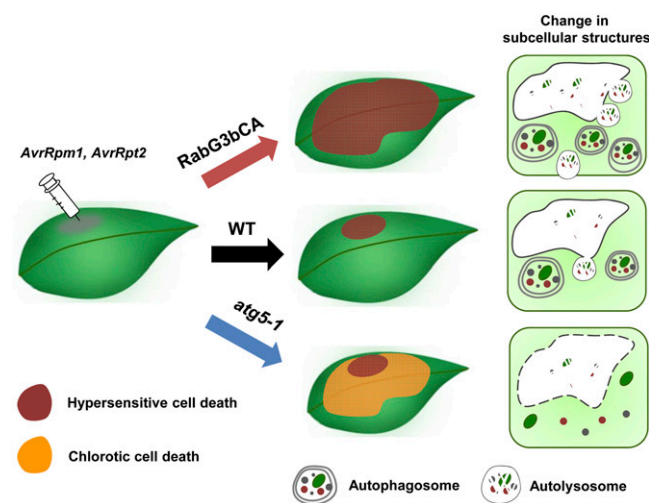 Change in
subcellular structures
AvrRpm1, AvrRpt2
RabG3bCA
WT
atg5-1
Hypersensitive cell death
Chlorotic cell death
Autophagosome
Autolysosome